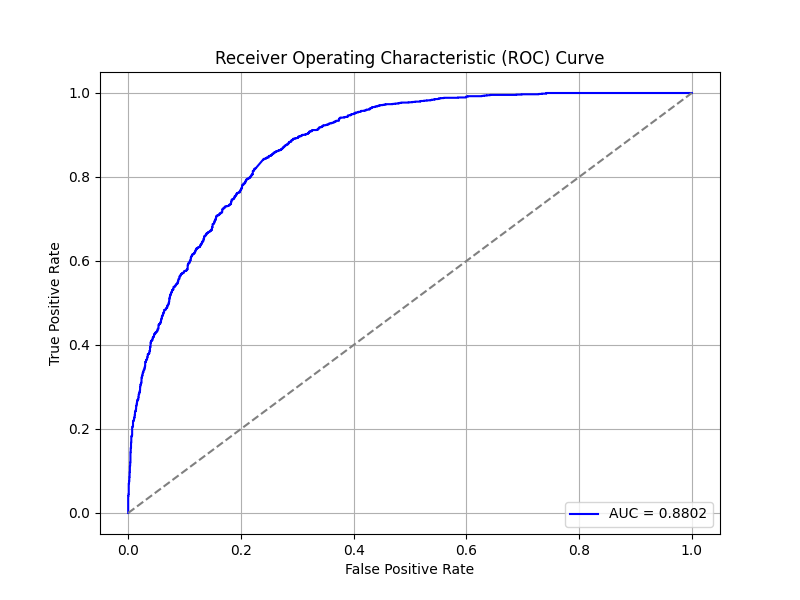 Receiver Operating Characteristic (ROC) Curve
1.0
0.8
0.6
0.4
0.2
0.0
True Positive Rate
AUC = 0.8802
0.0 0.2 0.4 0.6 0.8 1.0
False Positive Rate